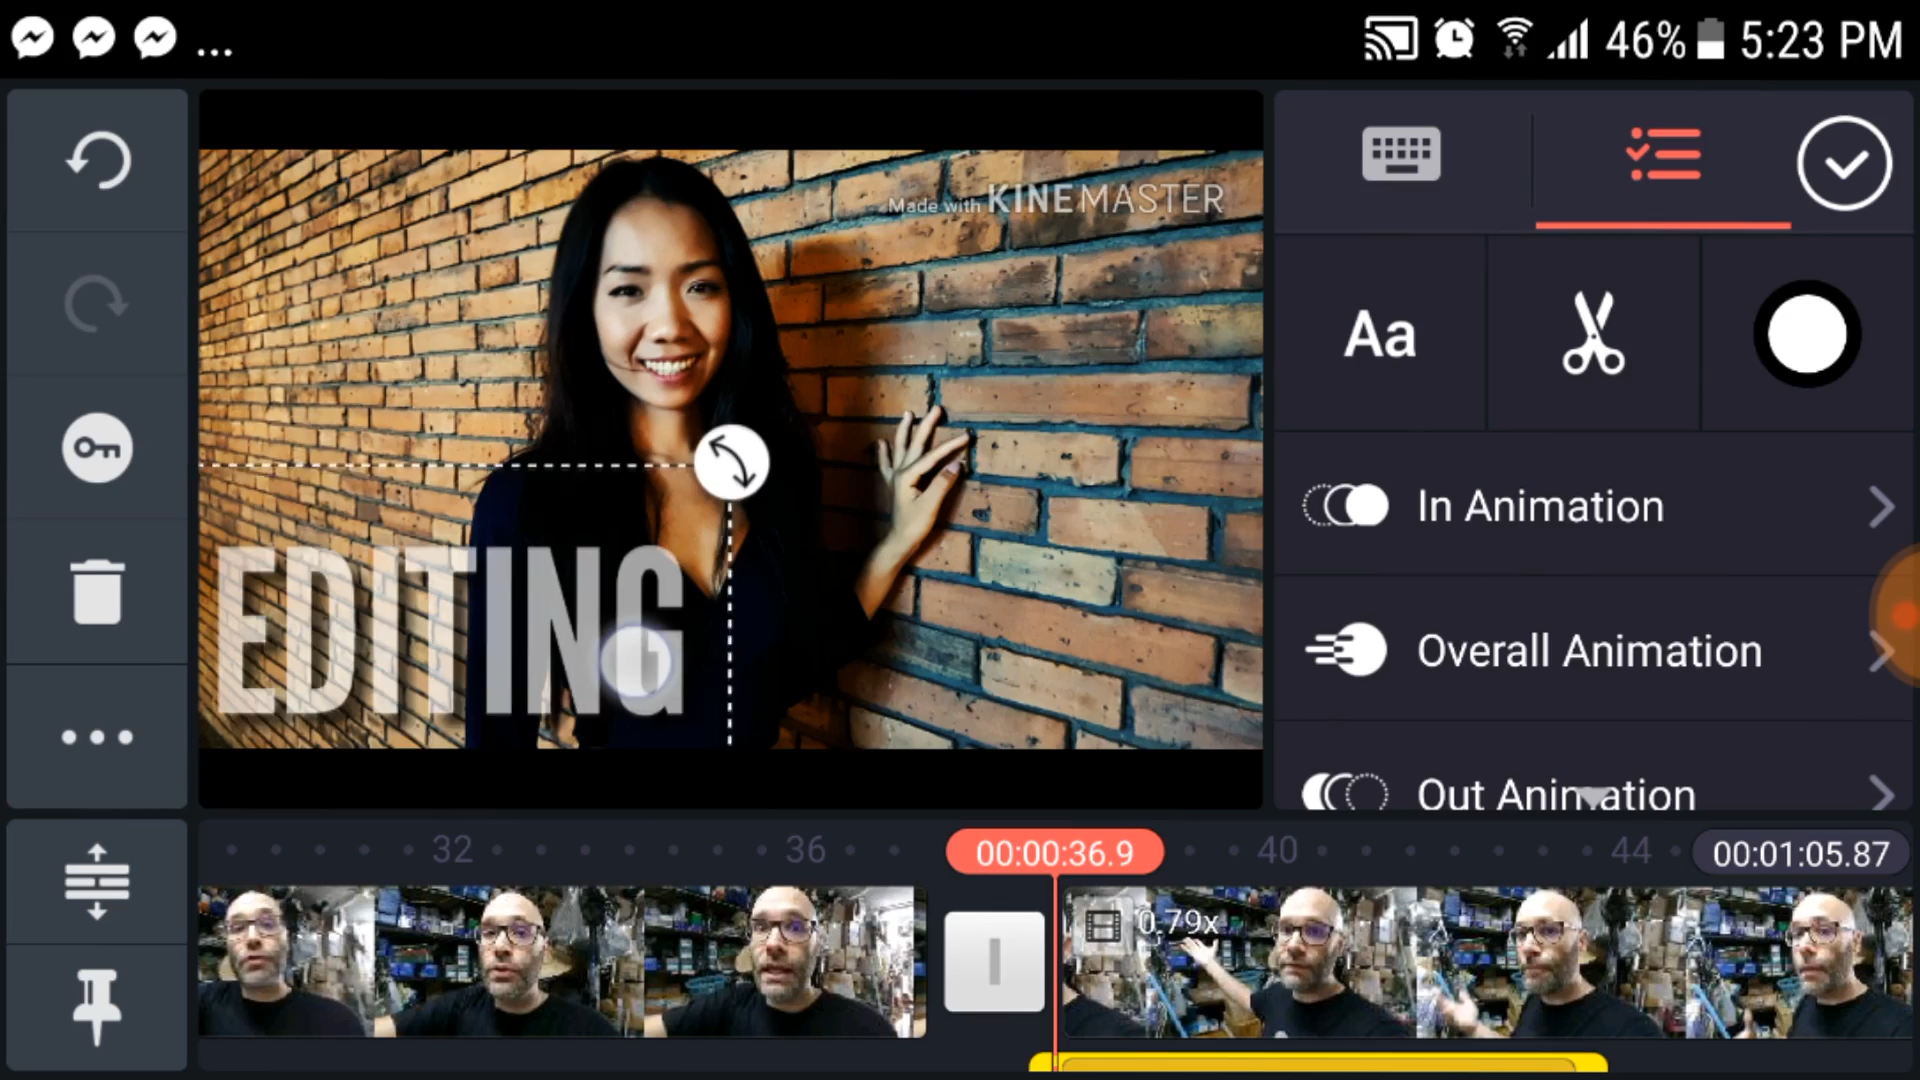 ... 46% 5:23 PM
Made with KINEMASTER
EDITING
Aa
In Animation
Overall Animation
Out Animation
32 36 00:00:36.9 40 44 00:01:05.87
0.79x